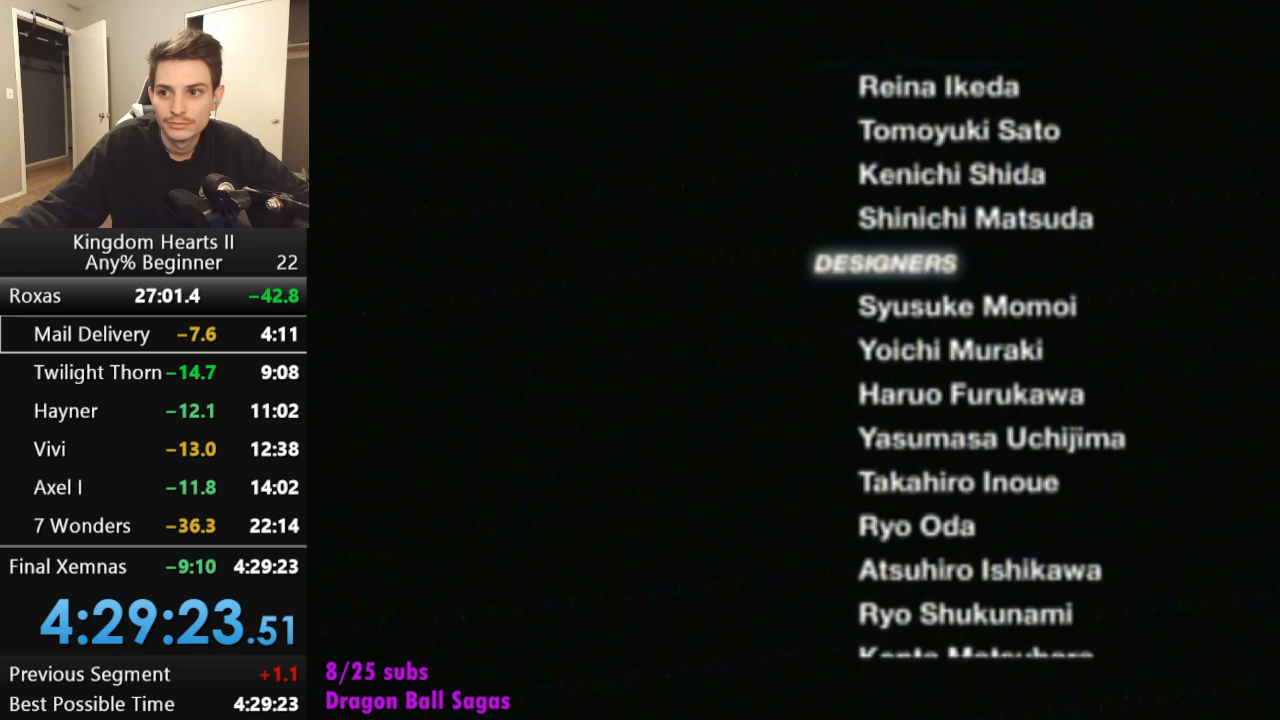 Kingdom Hearts II
Any% Beginner 22
Roxas 27:01.4 −42.8
Mail Delivery −7.6 4:11
Twilight Thorn −14.7 9:08
Hayner −12.1 11:02
Vivi −13.0 12:38
Axel I −11.8 14:02
7 Wonders −36.3 22:14
Final Xemnas −9:10 4:29:23
4:29:23.51
Previous Segment +1.1
Best Possible Time 4:29:23
8/25 subs
Dragon Ball Sagas
Reina Ikeda
Tomoyuki Sato
Kenichi Shida
Shinichi Matsuda
DESIGNERS
Syusuke Momoi
Yoichi Muraki
Haruo Furukawa
Yasumasa Uchijima
Takahiro Inoue
Ryo Oda
Atsuhiro Ishikawa
Ryo Shukunami